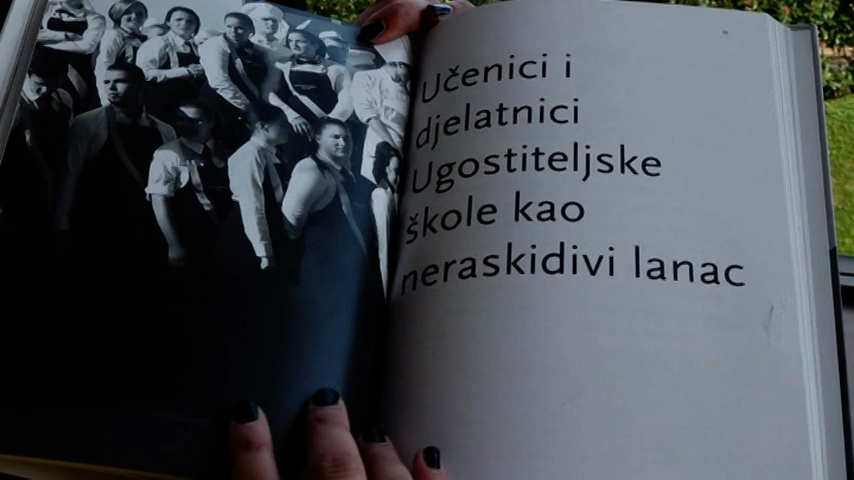 Učenici i
djelatnici
Ugostiteljske
škole kao
neraskidivi lanac